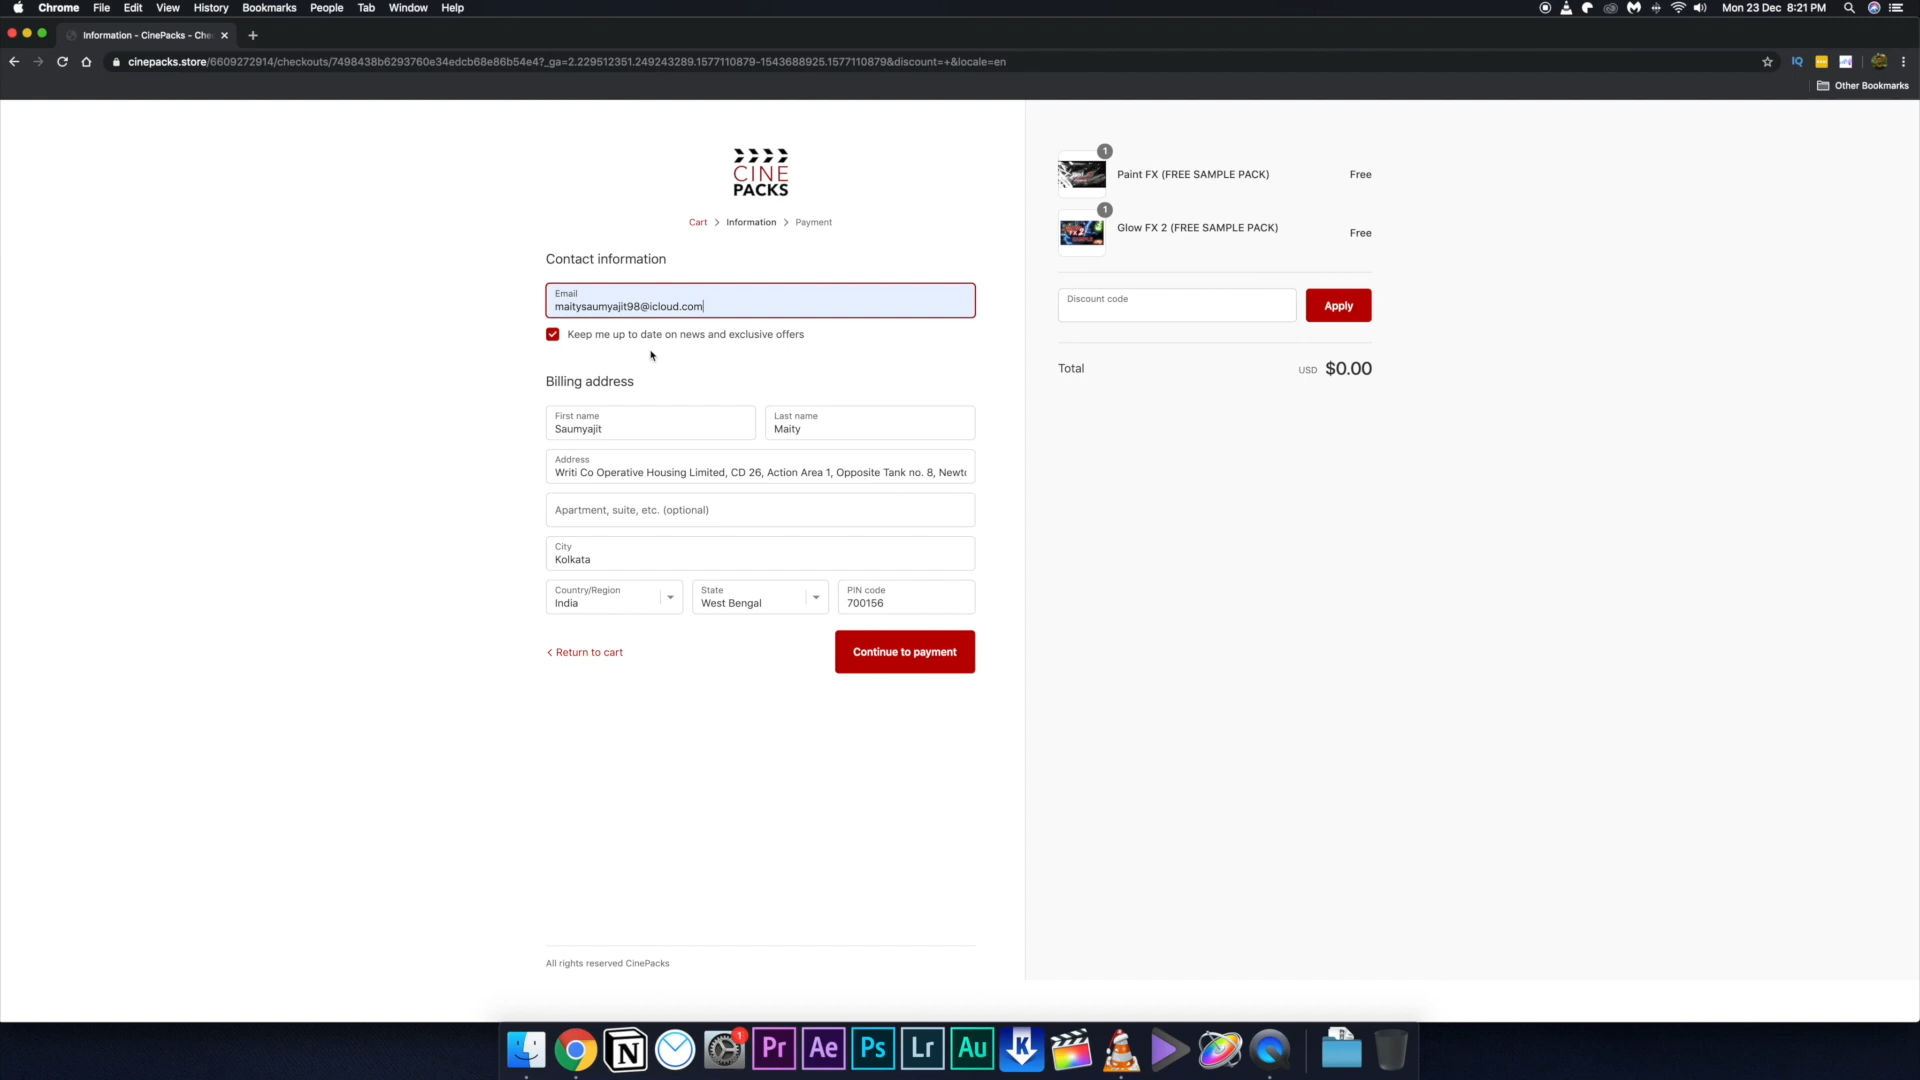 Chrome File Edit View History Bookmarks People Tab Window Help
Mon 23 Dec 8:21 PM
Information - CinePacks - Che
cinepacks.store/6609272914/checkouts/7498438b6293760e34edcb68e86b54e4?_ga=2.229512351.249243289.1577110879-1543688925.1577110879&discount=+&locale=en
IQ
Other Bookmarks
CINE
PACKS
Cart > Information > Payment
Contact information
Email
maitysaumyajit98@icloud.com
Keep me up to date on news and exclusive offers
Billing address
First name
Saumyajit
Last name
Maity
Address
Writi Co Operative Housing Limited, CD 26, Action Area 1, Opposite Tank no. 8, Newto
Apartment, suite, etc. (optional)
City
Kolkata
Country/Region
India
State
West Bengal
PIN code
700156
< Return to cart
Continue to payment
All rights reserved CinePacks
1
Paint FX (FREE SAMPLE PACK) Free
1
Glow FX 2 (FREE SAMPLE PACK) Free
Discount code
Apply
Total USD $0.00
N 1 Pr Ae Ps Lr Au K